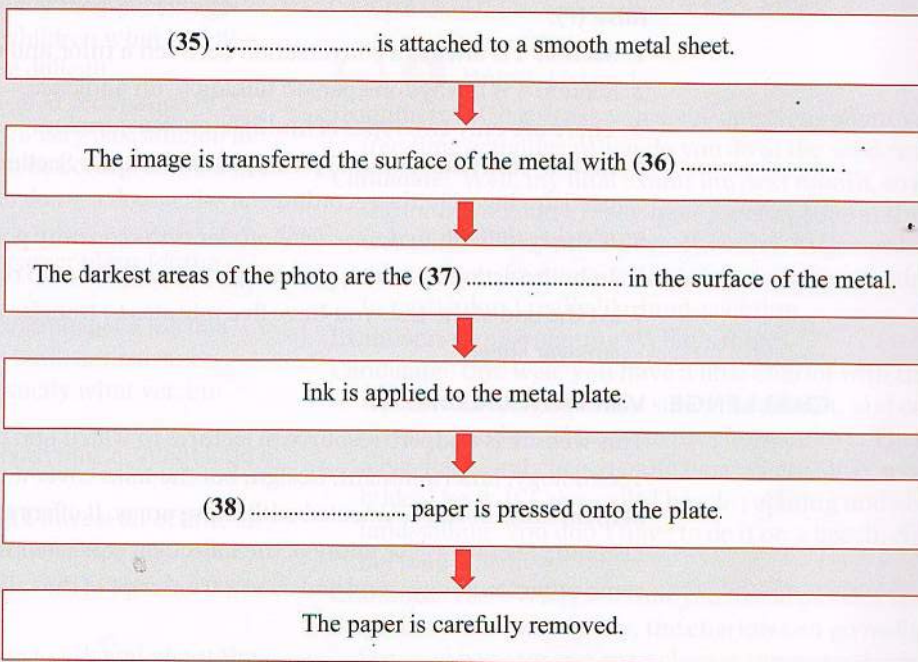 (35) ............................ is attached to a smooth metal sheet.
The image is transferred the surface of the metal with (36) ............................ .
The darkest areas of the photo are the (37) ............................ in the surface of the metal.
Ink is applied to the metal plate.
(38) ............................ paper is pressed onto the plate.
The paper is carefully removed.